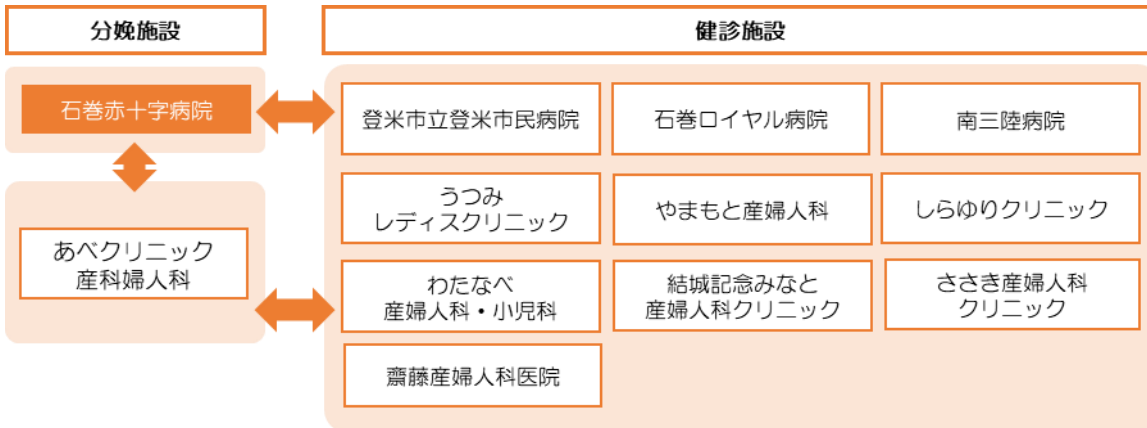 分娩施設
健診施設
石巻赤十字病院
あべクリニック
産科婦人科
登米市立登米市民病院
石巻ロイヤル病院
南三陸病院
うつみ
レディスクリニック
やまもと産婦人科
しらゆりクリニック
わたなべ
産婦人科・小児科
結城記念みなと
産婦人科クリニック
ささき産婦人科
クリニック
齋藤産婦人科医院